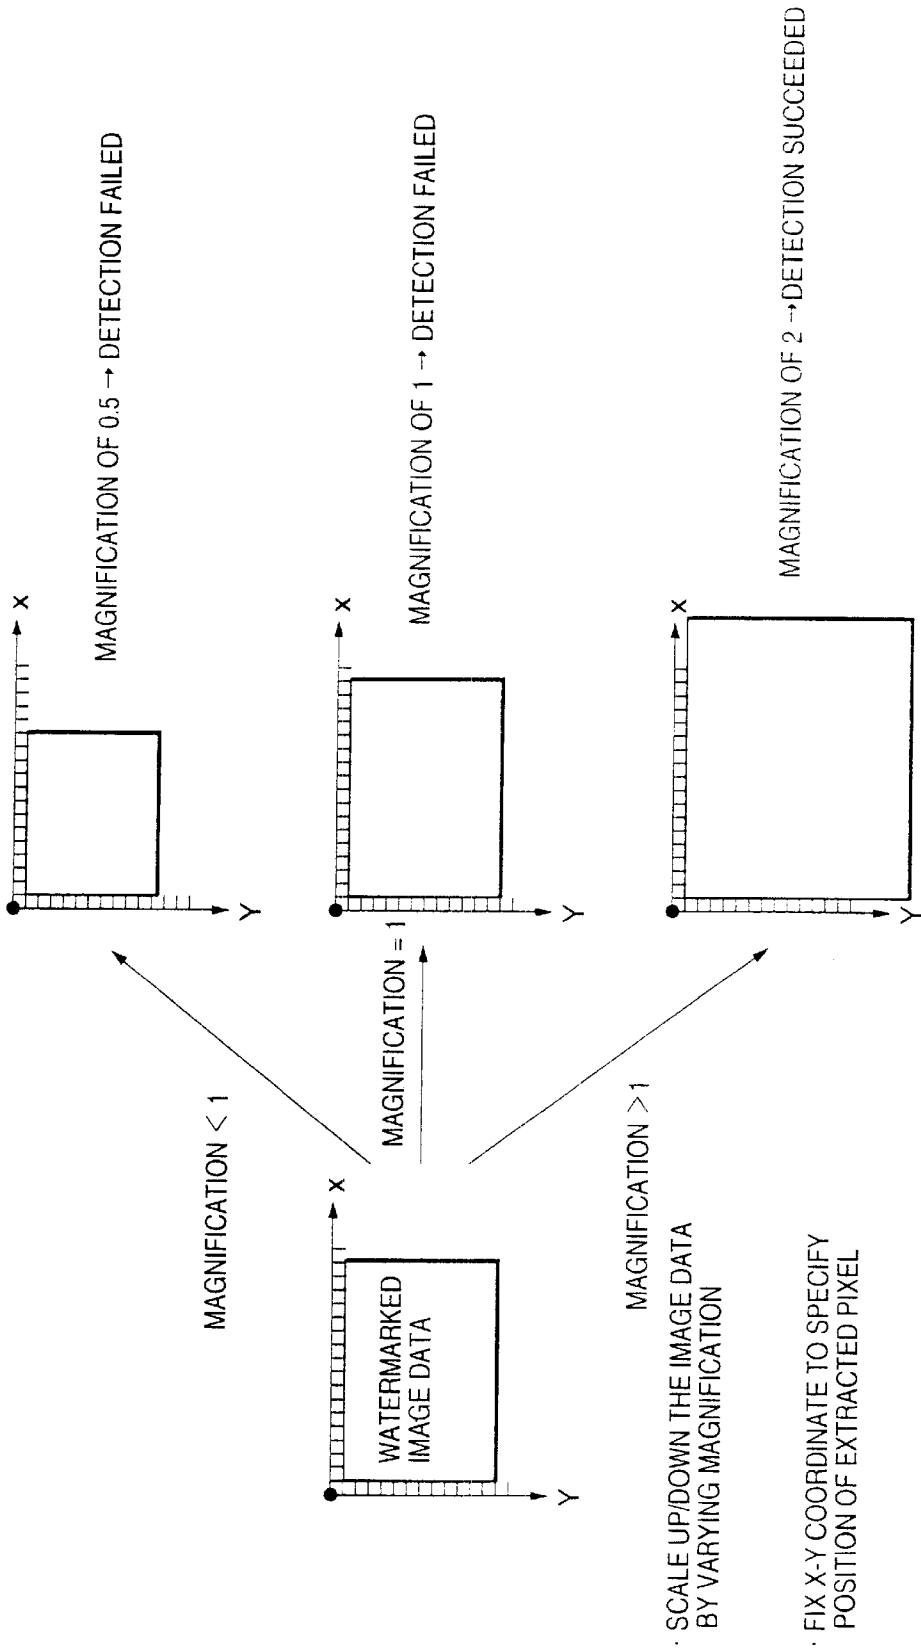 MAGNIFICATION < 1
MAGNIFICATION = 1
MAGNIFICATION >1
X
WATERMARKED
IMAGE DATA
Y
X
Y
MAGNIFICATION OF 0.5 → DETECTION FAILED
X
Y
MAGNIFICATION OF 1 → DETECTION FAILED
X
Y
MAGNIFICATION OF 2 →DETECTION SUCCEEDED
· SCALE UP/DOWN THE IMAGE DATA
BY VARYING MAGNIFICATION
· FIX X-Y COORDINATE TO SPECIFY
POSITION OF EXTRACTED PIXEL